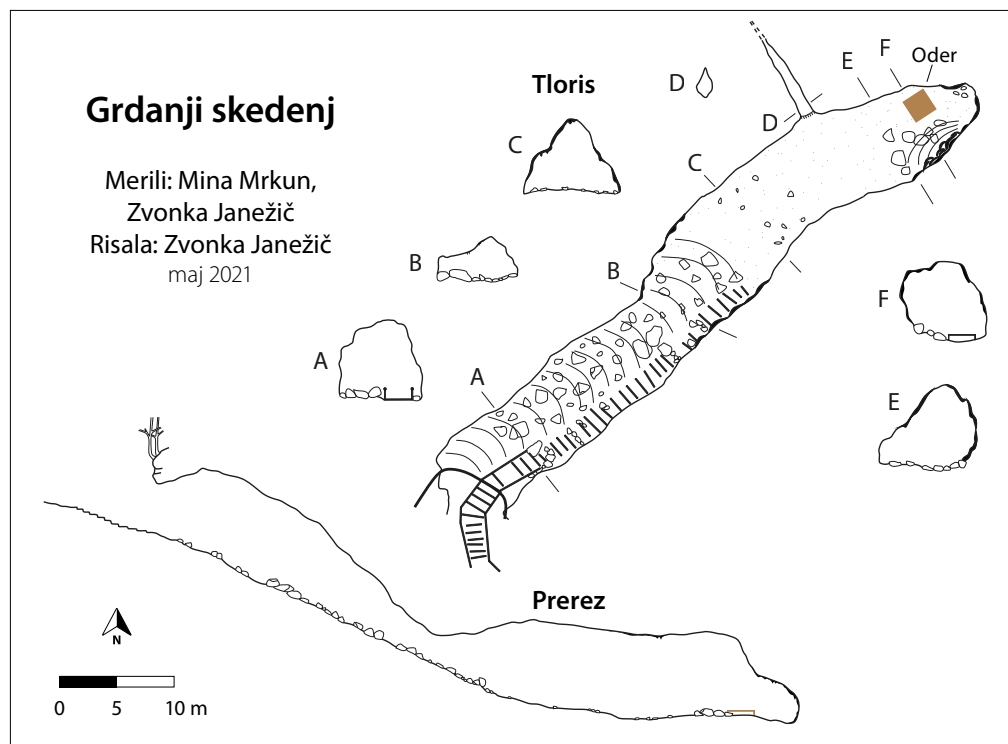 Grdanji skedenj
Merili: Mina Mrkun,
Zvonka Janežič
Risala: Zvonka Janežič
maj 2021
Tloris
Oder
A
B
C
D
E
F
A
B
C
D
E
F
Prerez
N
0 5 10 m